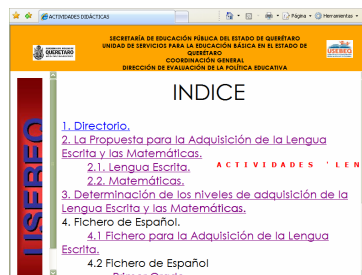 ACTIVIDADES DIDÁCTICAS
Página
Herramientas
SECRETARÍA DE EDUCACIÓN PÚBLICA DEL ESTADO DE QUERÉTARO
UNIDAD DE SERVICIOS PARA LA EDUCACIÓN BÁSICA EN EL ESTADO DE
QUERÉTARO
COORDINACIÓN GENERAL
DIRECCIÓN DE EVALUACIÓN DE LA POLÍTICA EDUCATIVA
QUERETARO
USEBEQ
USEBEQ
INDICE
1. Directorio.
2. La Propuesta para la Adquisición de la Lengua
Escrita y las Matemáticas.
ACTIVIDADES 'LEN
2.1. Lengua Escrita.
2.2. Matemáticas.
3. Determinación de los niveles de adquisición de la
Lengua Escrita y las Matemáticas.
4. Fichero de Español.
4.1 Fichero para la Adquisición de la Lengua
Escrita.
4.2 Fichero de Español
Primer Grado